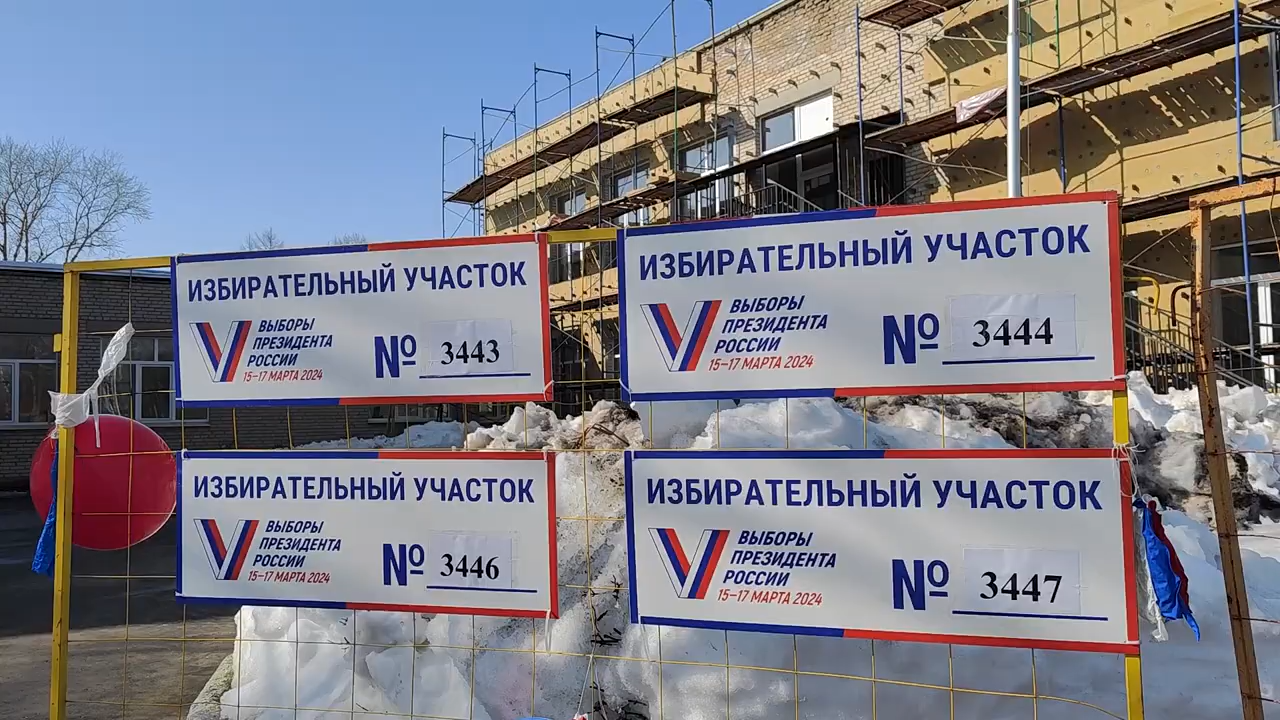 ИЗБИРАТЕЛЬНЫЙ УЧАСТОК
ВЫБОРЫ
ПРЕЗИДЕНТА
РОССИИ
15–17 МАРТА 2024
№ 3443
ИЗБИРАТЕЛЬНЫЙ УЧАСТОК
ВЫБОРЫ
ПРЕЗИДЕНТА
РОССИИ
15–17 МАРТА 2024
№ 3444
ИЗБИРАТЕЛЬНЫЙ УЧАСТОК
ВЫБОРЫ
ПРЕЗИДЕНТА
РОССИИ
15–17 МАРТА 2024
№ 3446
ИЗБИРАТЕЛЬНЫЙ УЧАСТОК
ВЫБОРЫ
ПРЕЗИДЕНТА
РОССИИ
15–17 МАРТА 2024
№ 3447